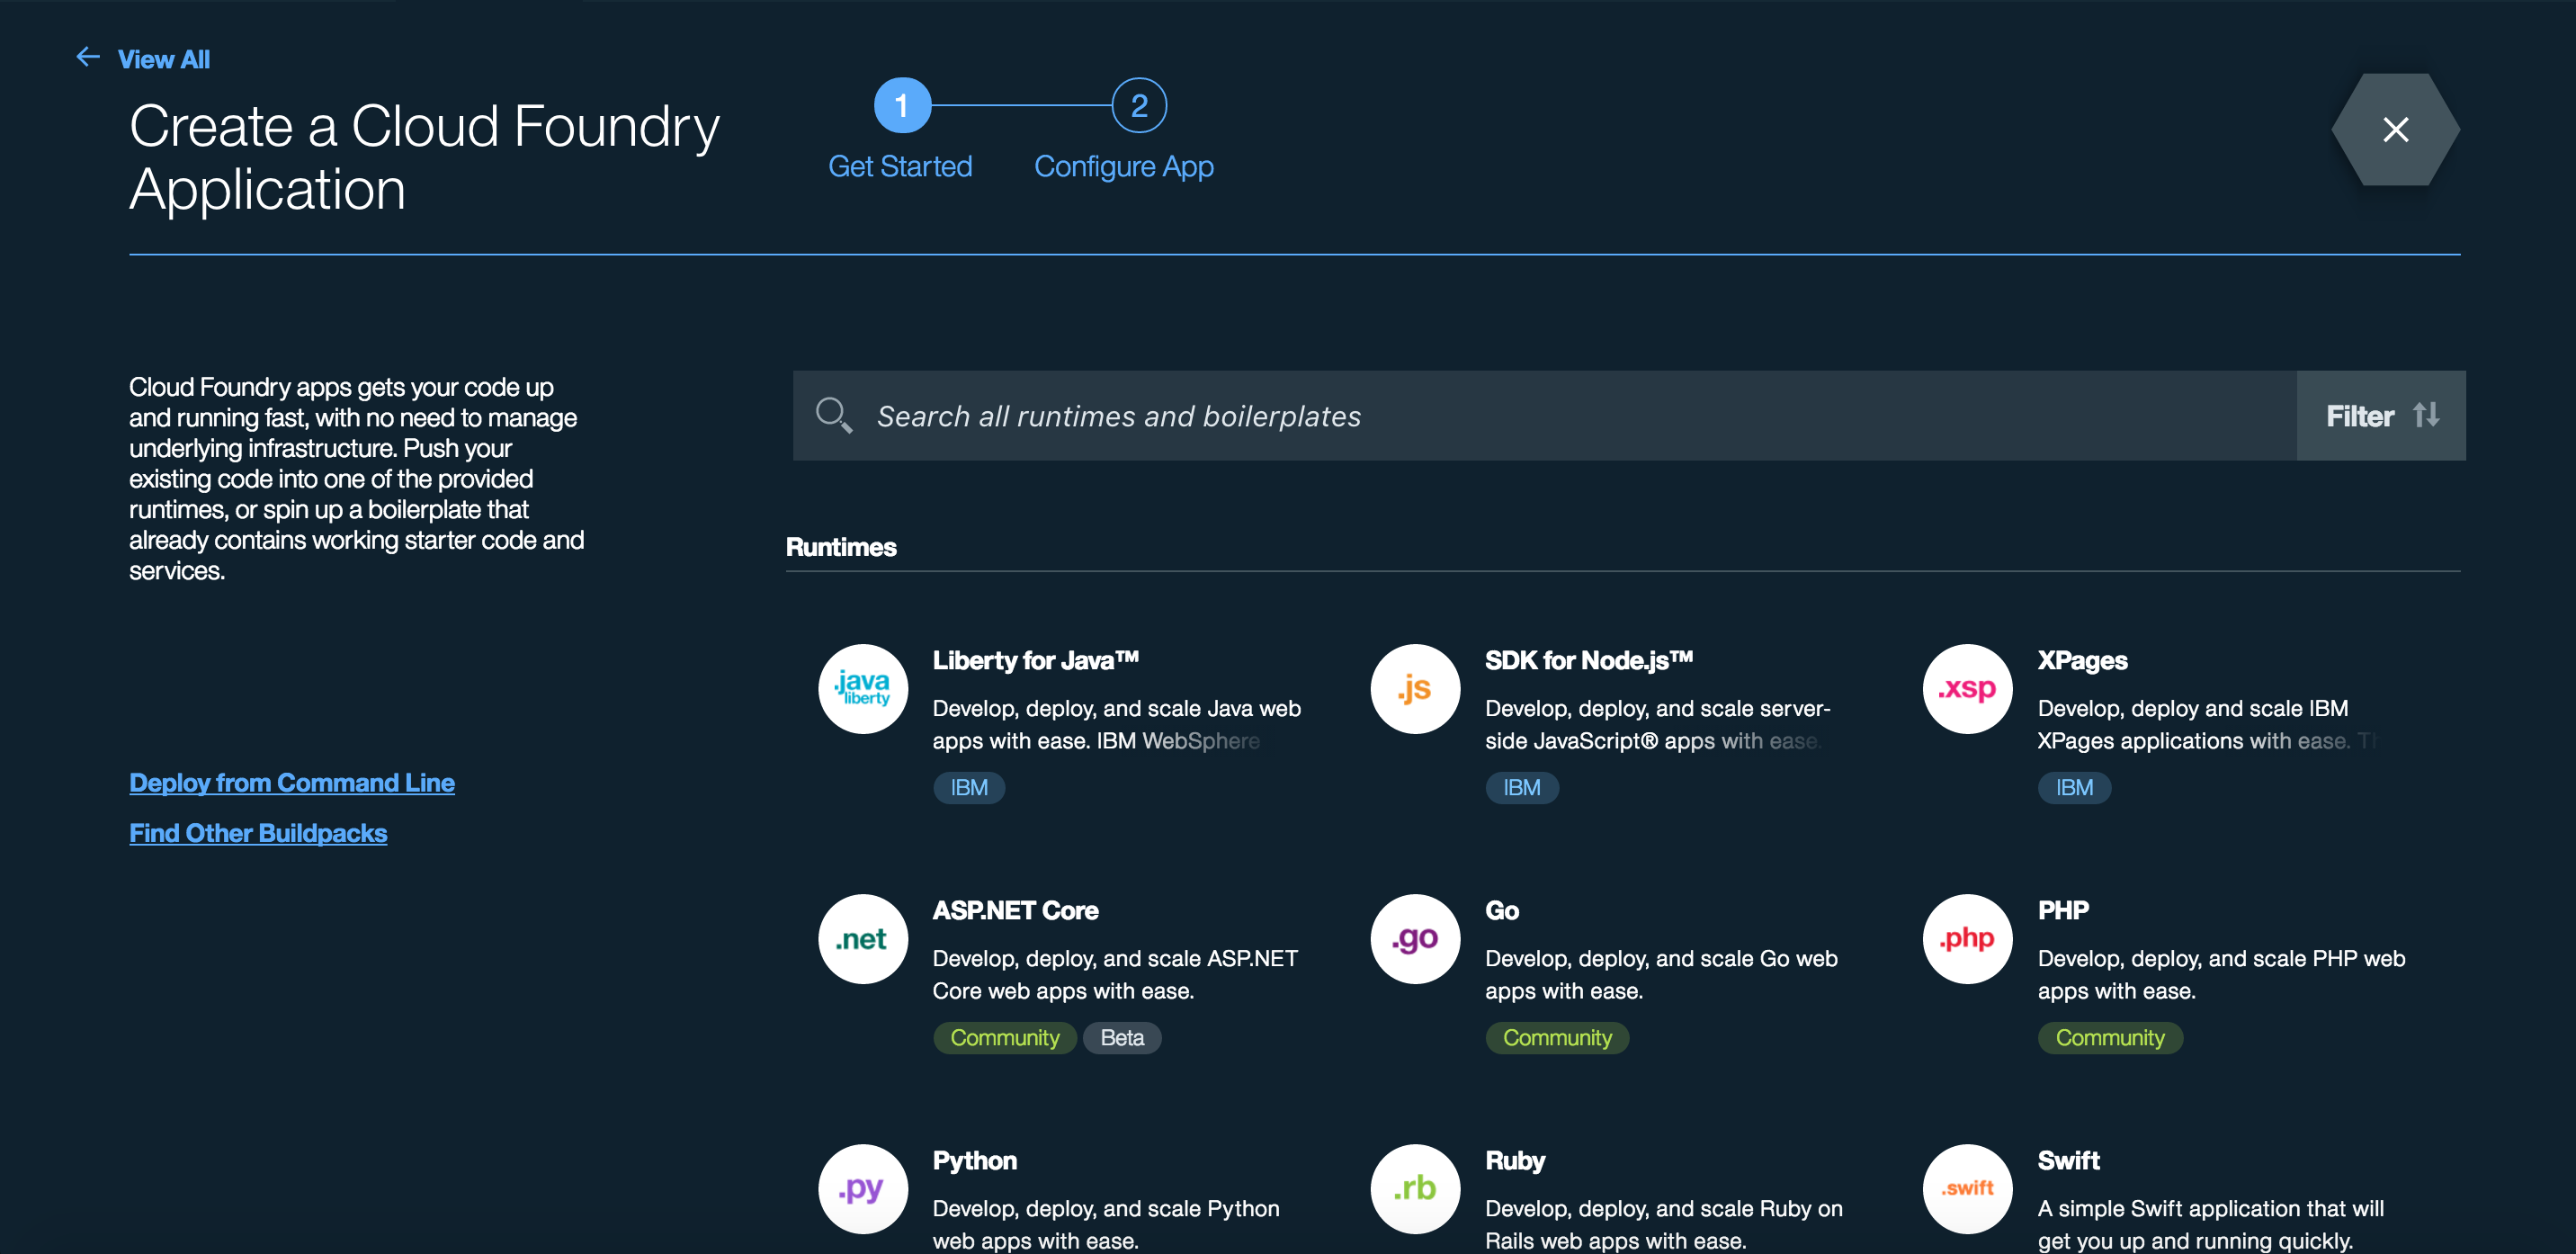 View All
Create a Cloud Foundry
Application
1
2
Get Started
Configure App
Cloud Foundry apps gets your code up
and running fast, with no need to manage
underlying infrastructure. Push your
existing code into one of the provided
runtimes, or spin up a boilerplate that
already contains working starter code and
services.
Deploy from Command Line
Find Other Buildpacks
Search all runtimes and boilerplates
Filter
Runtimes
.java
liberty
Liberty for Java™
Develop, deploy, and scale Java web
apps with ease. IBM WebSphere
IBM
.js
SDK for Node.js™
Develop, deploy, and scale server-
side JavaScript® apps with ease.
IBM
.xsp
XPages
Develop, deploy and scale IBM
XPages applications with ease.
IBM
.net
ASP.NET Core
Develop, deploy, and scale ASP.NET
Core web apps with ease.
Community
Beta
.go
Go
Develop, deploy, and scale Go web
apps with ease.
Community
.php
PHP
Develop, deploy, and scale PHP web
apps with ease.
Community
.py
Python
Develop, deploy, and scale Python
web apps with ease.
.rb
Ruby
Develop, deploy, and scale Ruby on
Rails web apps with ease.
.swift
Swift
A simple Swift application that will
get you up and running quickly.